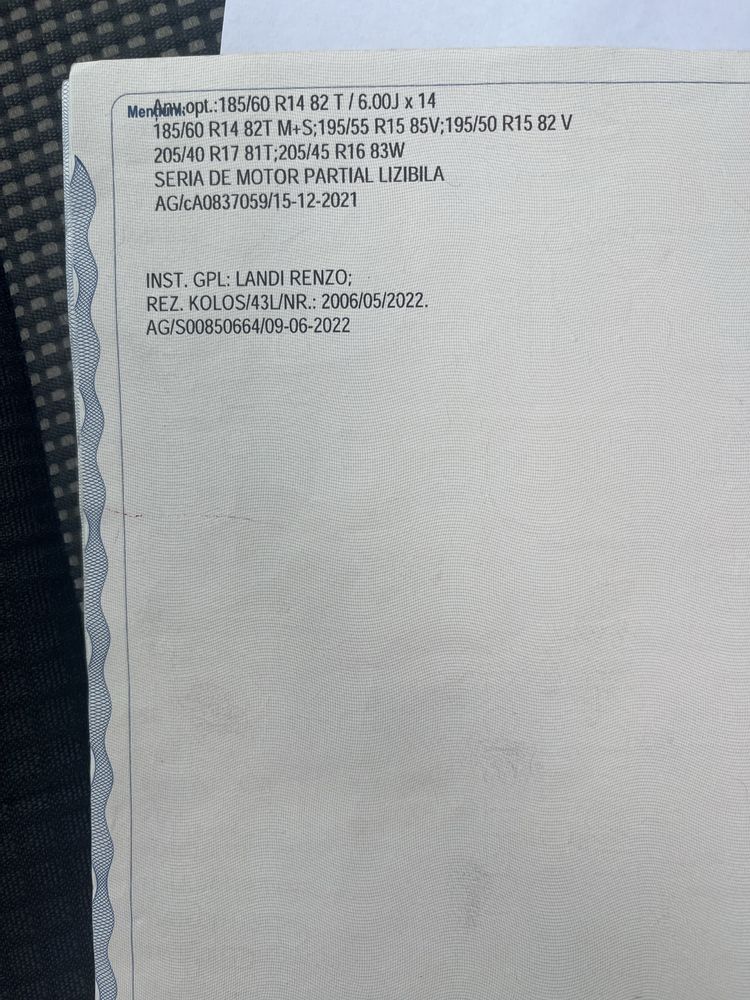 Mențiuni:
Anv.opt.:185/60 R14 82 T / 6.00J x 14
185/60 R14 82T M+S;195/55 R15 85V;195/50 R15 82 V
205/40 R17 81T;205/45 R16 83W
SERIA DE MOTOR PARTIAL LIZIBILA
AG/cA0837059/15-12-2021
INST. GPL: LANDI RENZO;
REZ. KOLOS/43L/NR.: 2006/05/2022.
AG/S00850664/09-06-2022